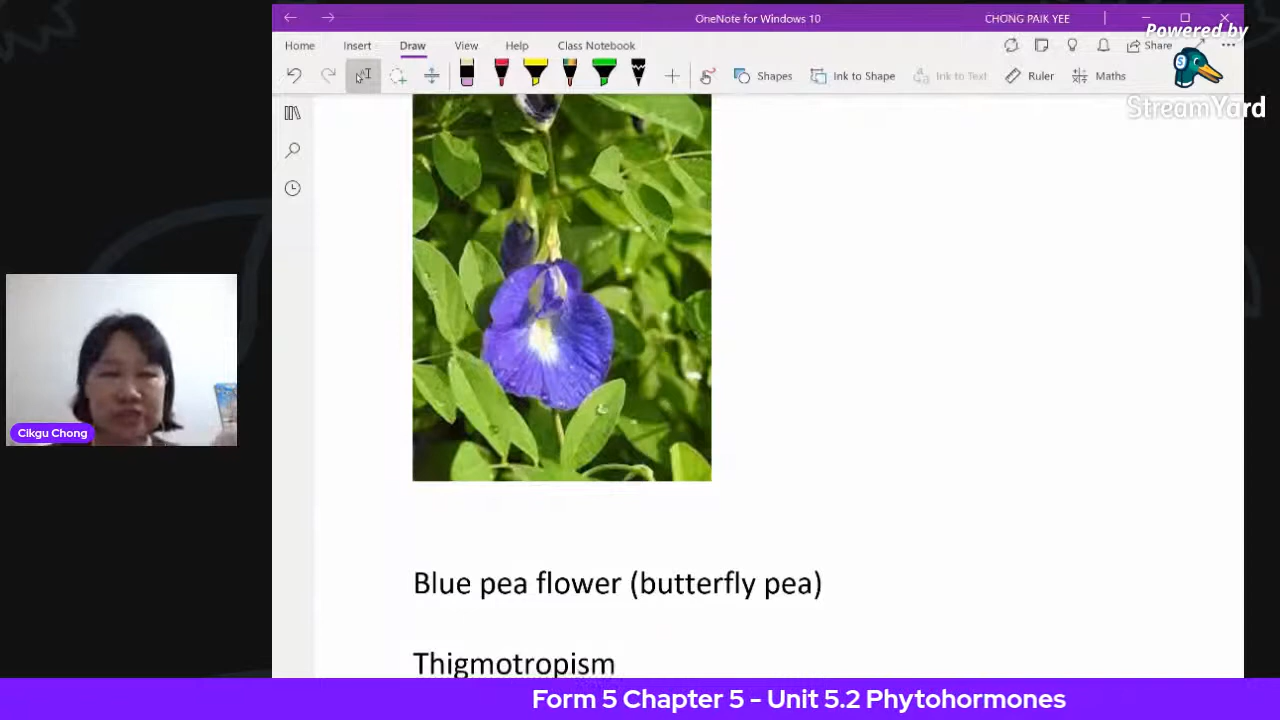 OneNote for Windows 10
CHONG PAIK YEE
Powered by
Home Insert Draw View Help Class Notebook
Share
Shapes
Ink to Shape
Ink to Text
Ruler
Maths
S
StreamYard
Cikgu Chong
Blue pea flower (butterfly pea)
Thigmotropism
Form 5 Chapter 5 - Unit 5.2 Phytohormones